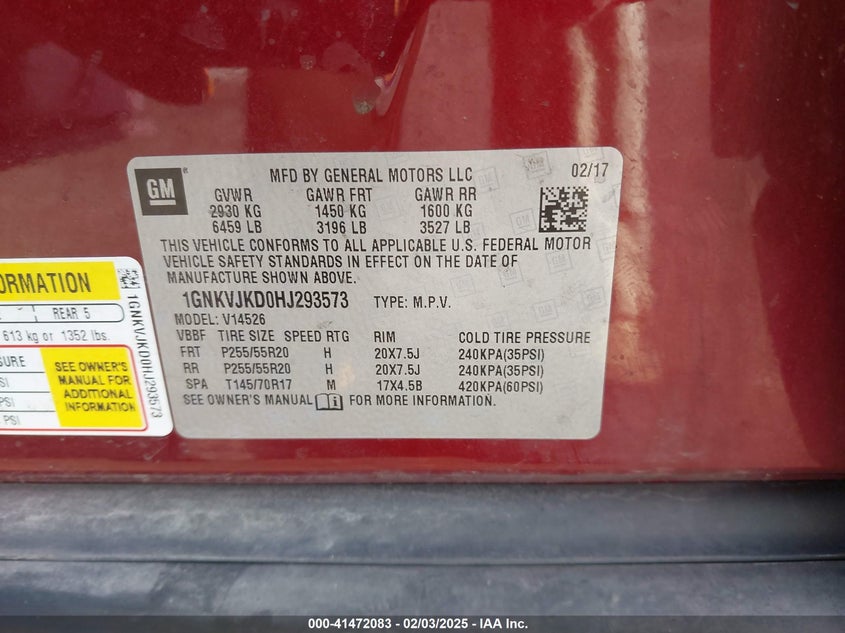 MFD BY GENERAL MOTORS LLC 02/17
GM
®
GVWR GAWR FRT GAWR RR
2930 KG 1450 KG 1600 KG
6459 LB 3196 LB 3527 LB
THIS VEHICLE CONFORMS TO ALL APPLICABLE U.S. FEDERAL MOTOR
VEHICLE SAFETY STANDARDS IN EFFECT ON THE DATE OF
MANUFACTURE SHOWN ABOVE.
1GNKVJKD0HJ293573 TYPE: M.P.V.
MODEL: V14526
VBBF TIRE SIZE SPEED RTG RIM COLD TIRE PRESSURE
FRT P255/55R20 H 20X7.5J 240KPA(35PSI)
RR P255/55R20 H 20X7.5J 240KPA(35PSI)
SPA T145/70R17 M 17X4.5B 420KPA(60PSI)
SEE OWNER'S MANUAL FOR MORE INFORMATION.
REAR 5
613 kg or 1352 lbs.
SEE OWNER'S
MANUAL FOR
ADDITIONAL
INFORMATION
PSI
PSI
1GNKVJKD0HJ293573
000-41472083 - 02/03/2025 - IAA Inc.